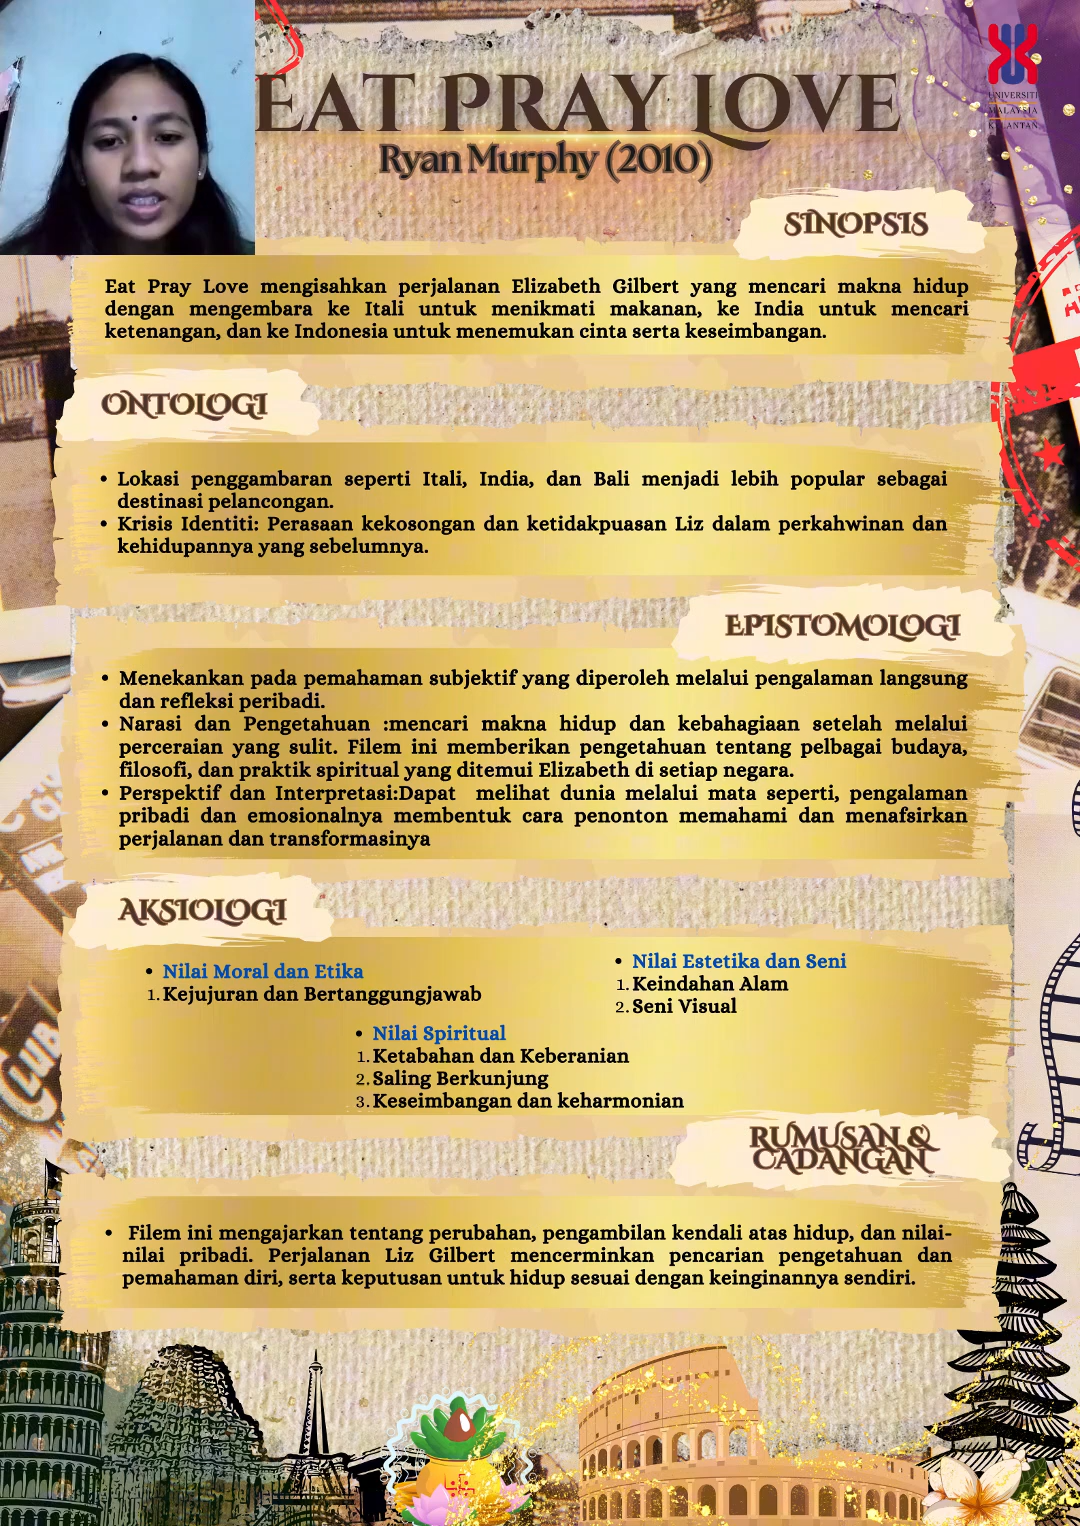 EAT PRAY LOVE
Ryan Murphy (2010)
UNIVERSITI
MALAYSIA
KELANTAN
SINOPSIS
Eat Pray Love mengisahkan perjalanan Elizabeth Gilbert yang mencari makna hidup
dengan mengembara ke Itali untuk menikmati makanan, ke India untuk mencari
ketenangan, dan ke Indonesia untuk menemukan cinta serta keseimbangan.
ONTOLOGI
• Lokasi penggambaran seperti Itali, India, dan Bali menjadi lebih popular sebagai
destinasi pelancongan.
• Krisis Identiti: Perasaan kekosongan dan ketidakpuasan Liz dalam perkahwinan dan
kehidupannya yang sebelumnya.
EPISTOMOLOGI
• Menekankan pada pemahaman subjektif yang diperoleh melalui pengalaman langsung
dan refleksi peribadi.
• Narasi dan Pengetahuan :mencari makna hidup dan kebahagiaan setelah melalui
perceraian yang sulit. Filem ini memberikan pengetahuan tentang pelbagai budaya,
filosofi, dan praktik spiritual yang ditemui Elizabeth di setiap negara.
• Perspektif dan Interpretasi:Dapat melihat dunia melalui mata seperti, pengalaman
pribadi dan emosionalnya membentuk cara penonton memahami dan menafsirkan
perjalanan dan transformasinya
AKSIOLOGI
• Nilai Moral dan Etika
1. Kejujuran dan Bertanggungjawab
• Nilai Estetika dan Seni
1. Keindahan Alam
2. Seni Visual
• Nilai Spiritual
1. Ketabahan dan Keberanian
2. Saling Berkunjung
3. Keseimbangan dan keharmonian
CLUB
RUMUSAN &
CADANGAN
• Filem ini mengajarkan tentang perubahan, pengambilan kendali atas hidup, dan nilai-
nilai pribadi. Perjalanan Liz Gilbert mencerminkan pencarian pengetahuan dan
pemahaman diri, serta keputusan untuk hidup sesuai dengan keinginannya sendiri.